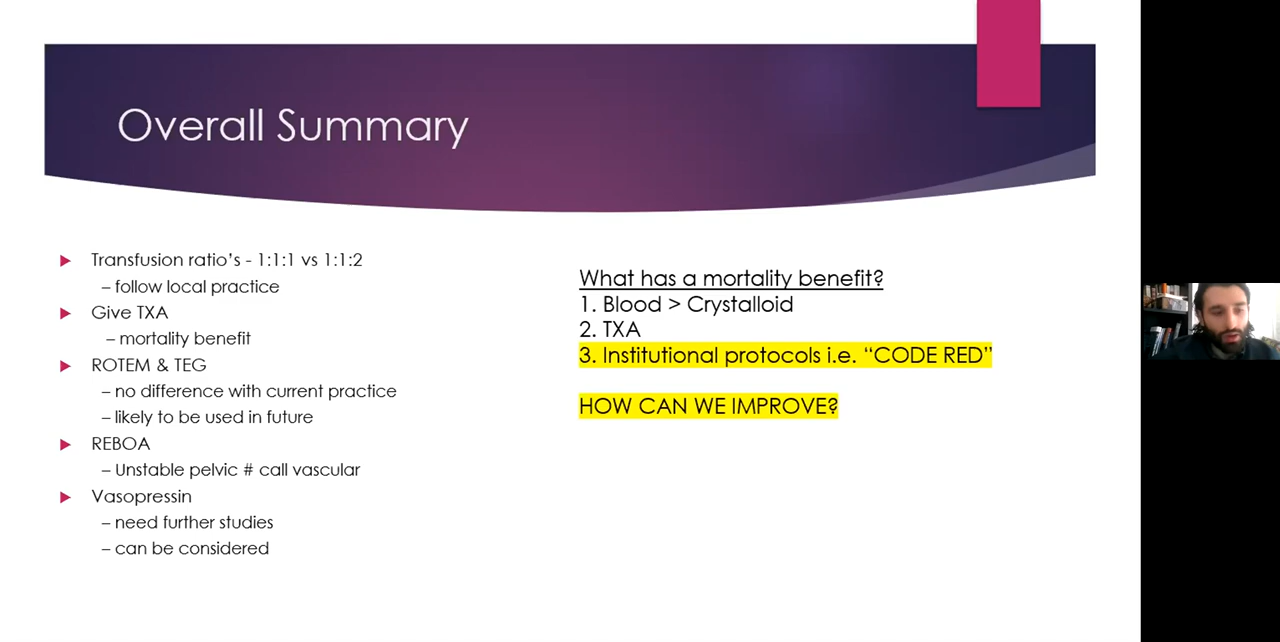 Overall Summary
Transfusion ratio's - 1:1:1 vs 1:1:2
– follow local practice
Give TXA
– mortality benefit
ROTEM & TEG
– no difference with current practice
– likely to be used in future
REBOA
– Unstable pelvic # call vascular
Vasopressin
– need further studies
– can be considered
What has a mortality benefit?
1. Blood > Crystalloid
2. TXA
3. Institutional protocols i.e. “CODE RED”
HOW CAN WE IMPROVE?